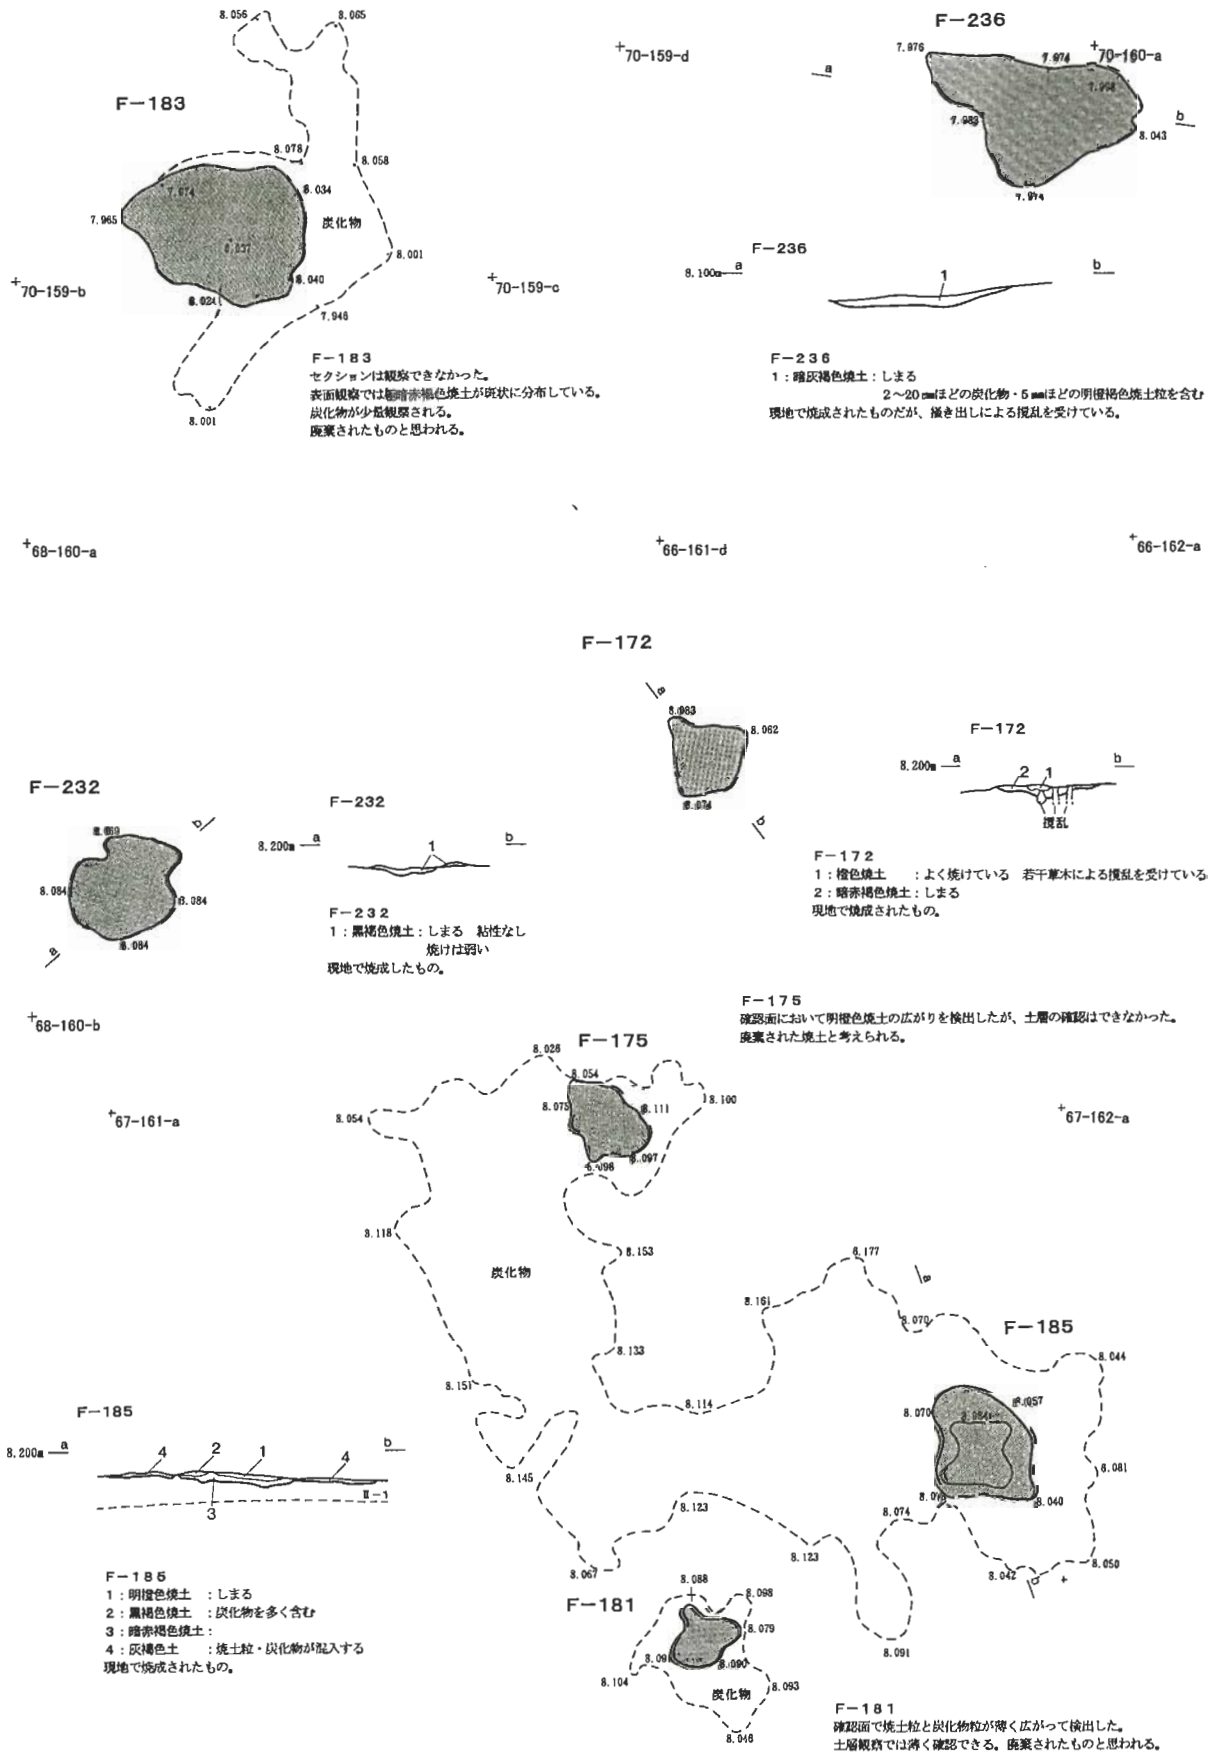 8.056
8.065
F-183
8.078
8.058
7.974
8.034
7.965
炭化物
8.037
8.001
8.040
8.024
7.946
8.001
70-159-b
70-159-c
F-183
セクションは観察できなかった。
表面観察では極暗赤褐色焼土が斑状に分布している。
炭化物が少量観察される。
廃棄されたものと思われる。
70-159-d
F-236
7.976
7.974
70-160-a
7.968
a
b
7.983
8.043
7.974
F-236
8.100m a
b
1
F-236
1:暗灰褐色焼土:しまる
2~20㎜ほどの炭化物・5㎜ほどの明橙褐色焼土粒を含む
現地で焼成されたものだが、掻き出しによる撹乱を受けている。
68-160-a
66-161-d
66-162-a
F-172
a
8.083
8.062
8.074
b
F-172
8.200m a
b
2
1
撹乱
F-172
1:橙色焼土 :よく焼けている 若干草木による撹乱を受けている。
2:暗赤褐色焼土:しまる
現地で焼成されたもの。
F-232
8.069
b
8.084
8.084
8.084
a
F-232
8.200m a
b
1
F-232
1:黒褐色焼土:しまる 粘性なし
焼けは弱い
現地で焼成したもの。
68-160-b
F-175
確認面において明橙色焼土の広がりを検出したが、土層の確認はできなかった。
廃棄された焼土と考えられる。
F-175
8.026
8.054
8.075
8.111
8.100
8.054
8.097
8.098
67-161-a
67-162-a
8.118
8.153
炭化物
8.177
a
8.161
8.070
F-185
8.133
8.044
8.151
8.114
8.070
8.057
8.145
8.081
8.040
8.123
8.074
8.123
8.067
8.042
b
8.050
8.091
F-185
8.200m a
b
4
2
1
4
Ⅱ-1
3
F-185
1:明橙色焼土 :しまる
2:黒褐色焼土 :炭化物を多く含む
3:暗赤褐色焼土:
4:灰褐色土 :焼土粒・炭化物が混入する
現地で焼成されたもの。
F-181
8.088
8.098
8.079
8.091
8.090
8.104
8.093
炭化物
8.046
F-181
確認面で焼土粒と炭化物粒が薄く広がって検出した。
土層観察では薄く確認できる。廃棄されたものと思われる。